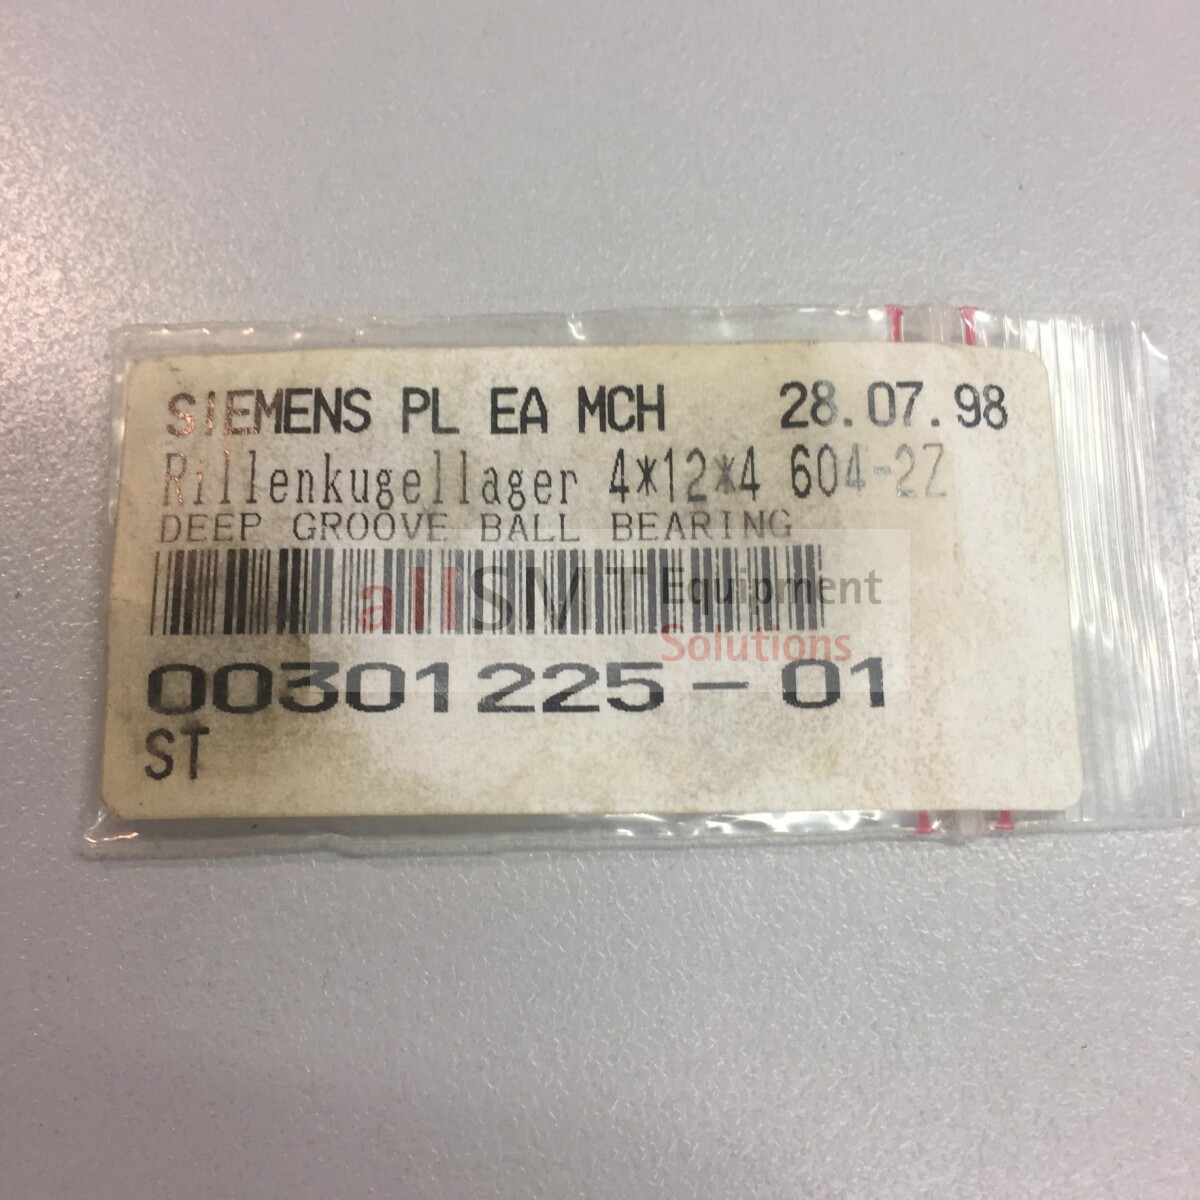 SIEMENS PL EA MCH 28.07.98
Rillenkugellager 4*12*4 604-2Z
DEEP GROOVE BALL BEARING
allSMT Equipment
Solutions
00301225-01
ST